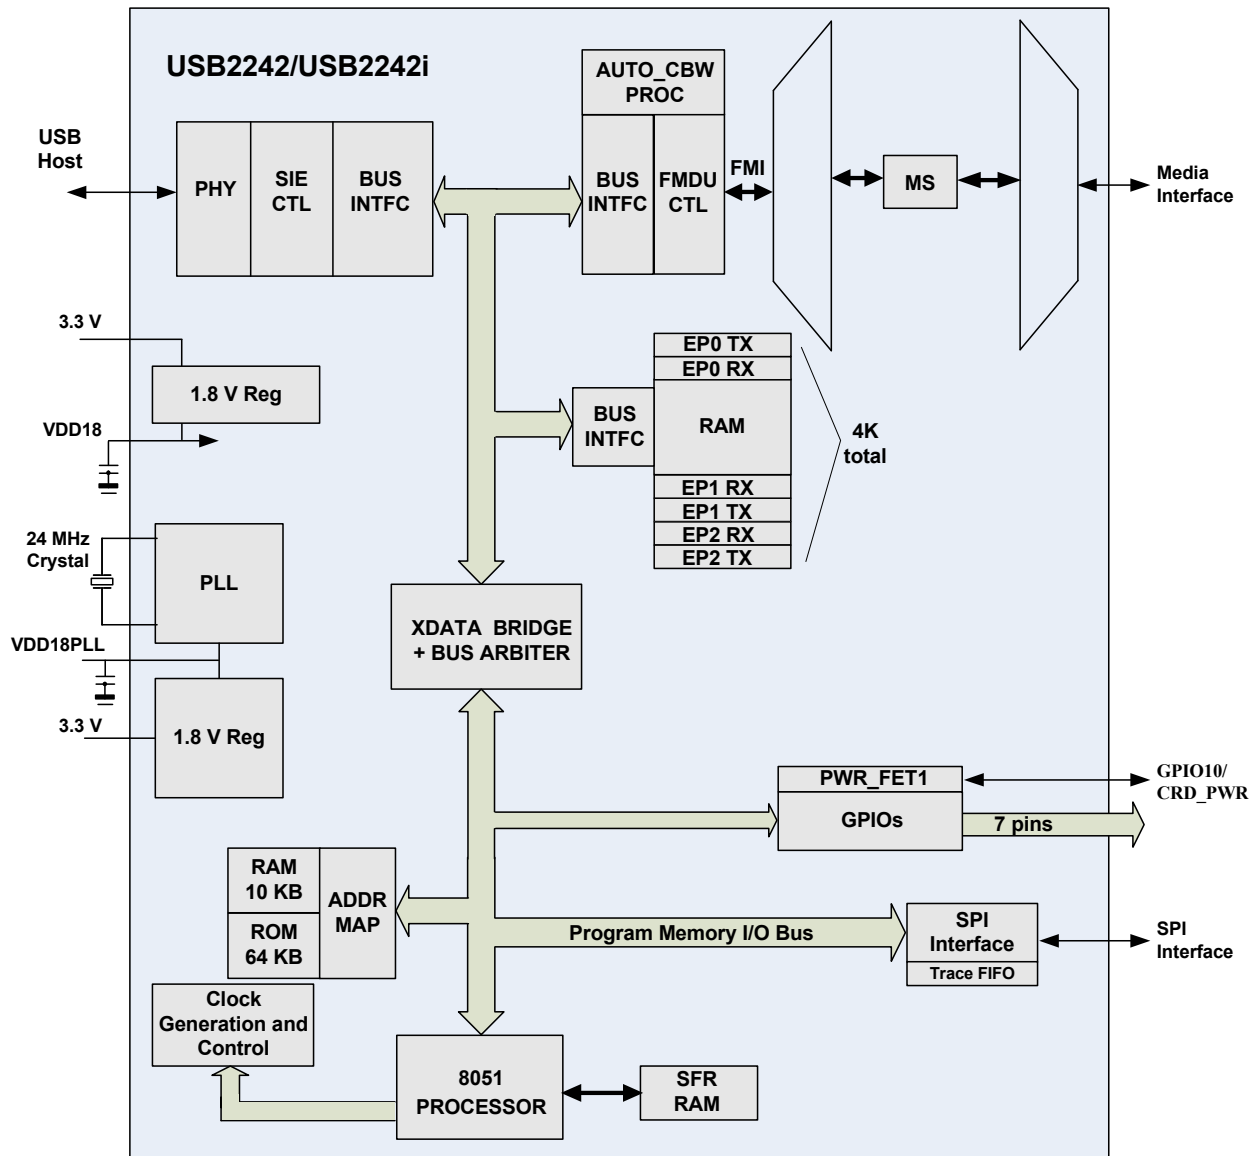 USB2242/USB2242i
USB
Host
PHY
SIE
CTL
BUS
INTFC
AUTO_CBW
PROC
BUS
INTFC
FMDU
CTL
FMI
MS
Media
Interface
3.3 V
1.8 V Reg
VDD18
EP0 TX
EP0 RX
BUS
INTFC
RAM
EP1 RX
EP1 TX
EP2 RX
EP2 TX
4K
total
24 MHz
Crystal
PLL
VDD18PLL
1.8 V Reg
3.3 V
XDATA BRIDGE
+ BUS ARBITER
PWR_FET1
GPIOs
7 pins
GPIO10/
CRD_PWR
RAM
10 KB
ROM
64 KB
ADDR
MAP
Program Memory I/O Bus
SPI
Interface
Trace FIFO
SPI
Interface
Clock
Generation and
Control
8051
PROCESSOR
SFR
RAM